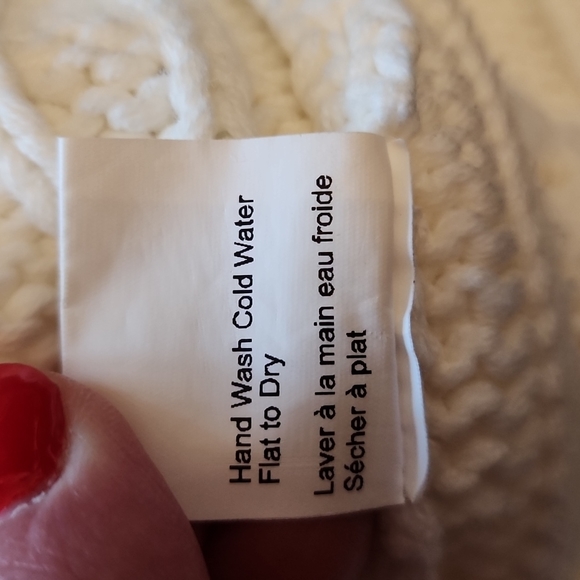 Hand Wash Cold Water
Flat to Dry
Laver à la main eau froide
Sécher à plat